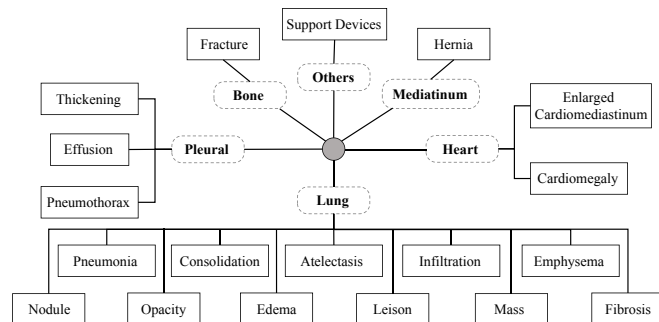 Support Devices
Fracture
Hernia
Others
Bone
Mediatinum
Thickening
Enlarged
Cardiomediastinum
Effusion
Pleural
Heart
Pneumothorax
Cardiomegaly
Lung
Pneumonia
Consolidation
Atelectasis
Infiltration
Emphysema
Nodule
Opacity
Edema
Leison
Mass
Fibrosis